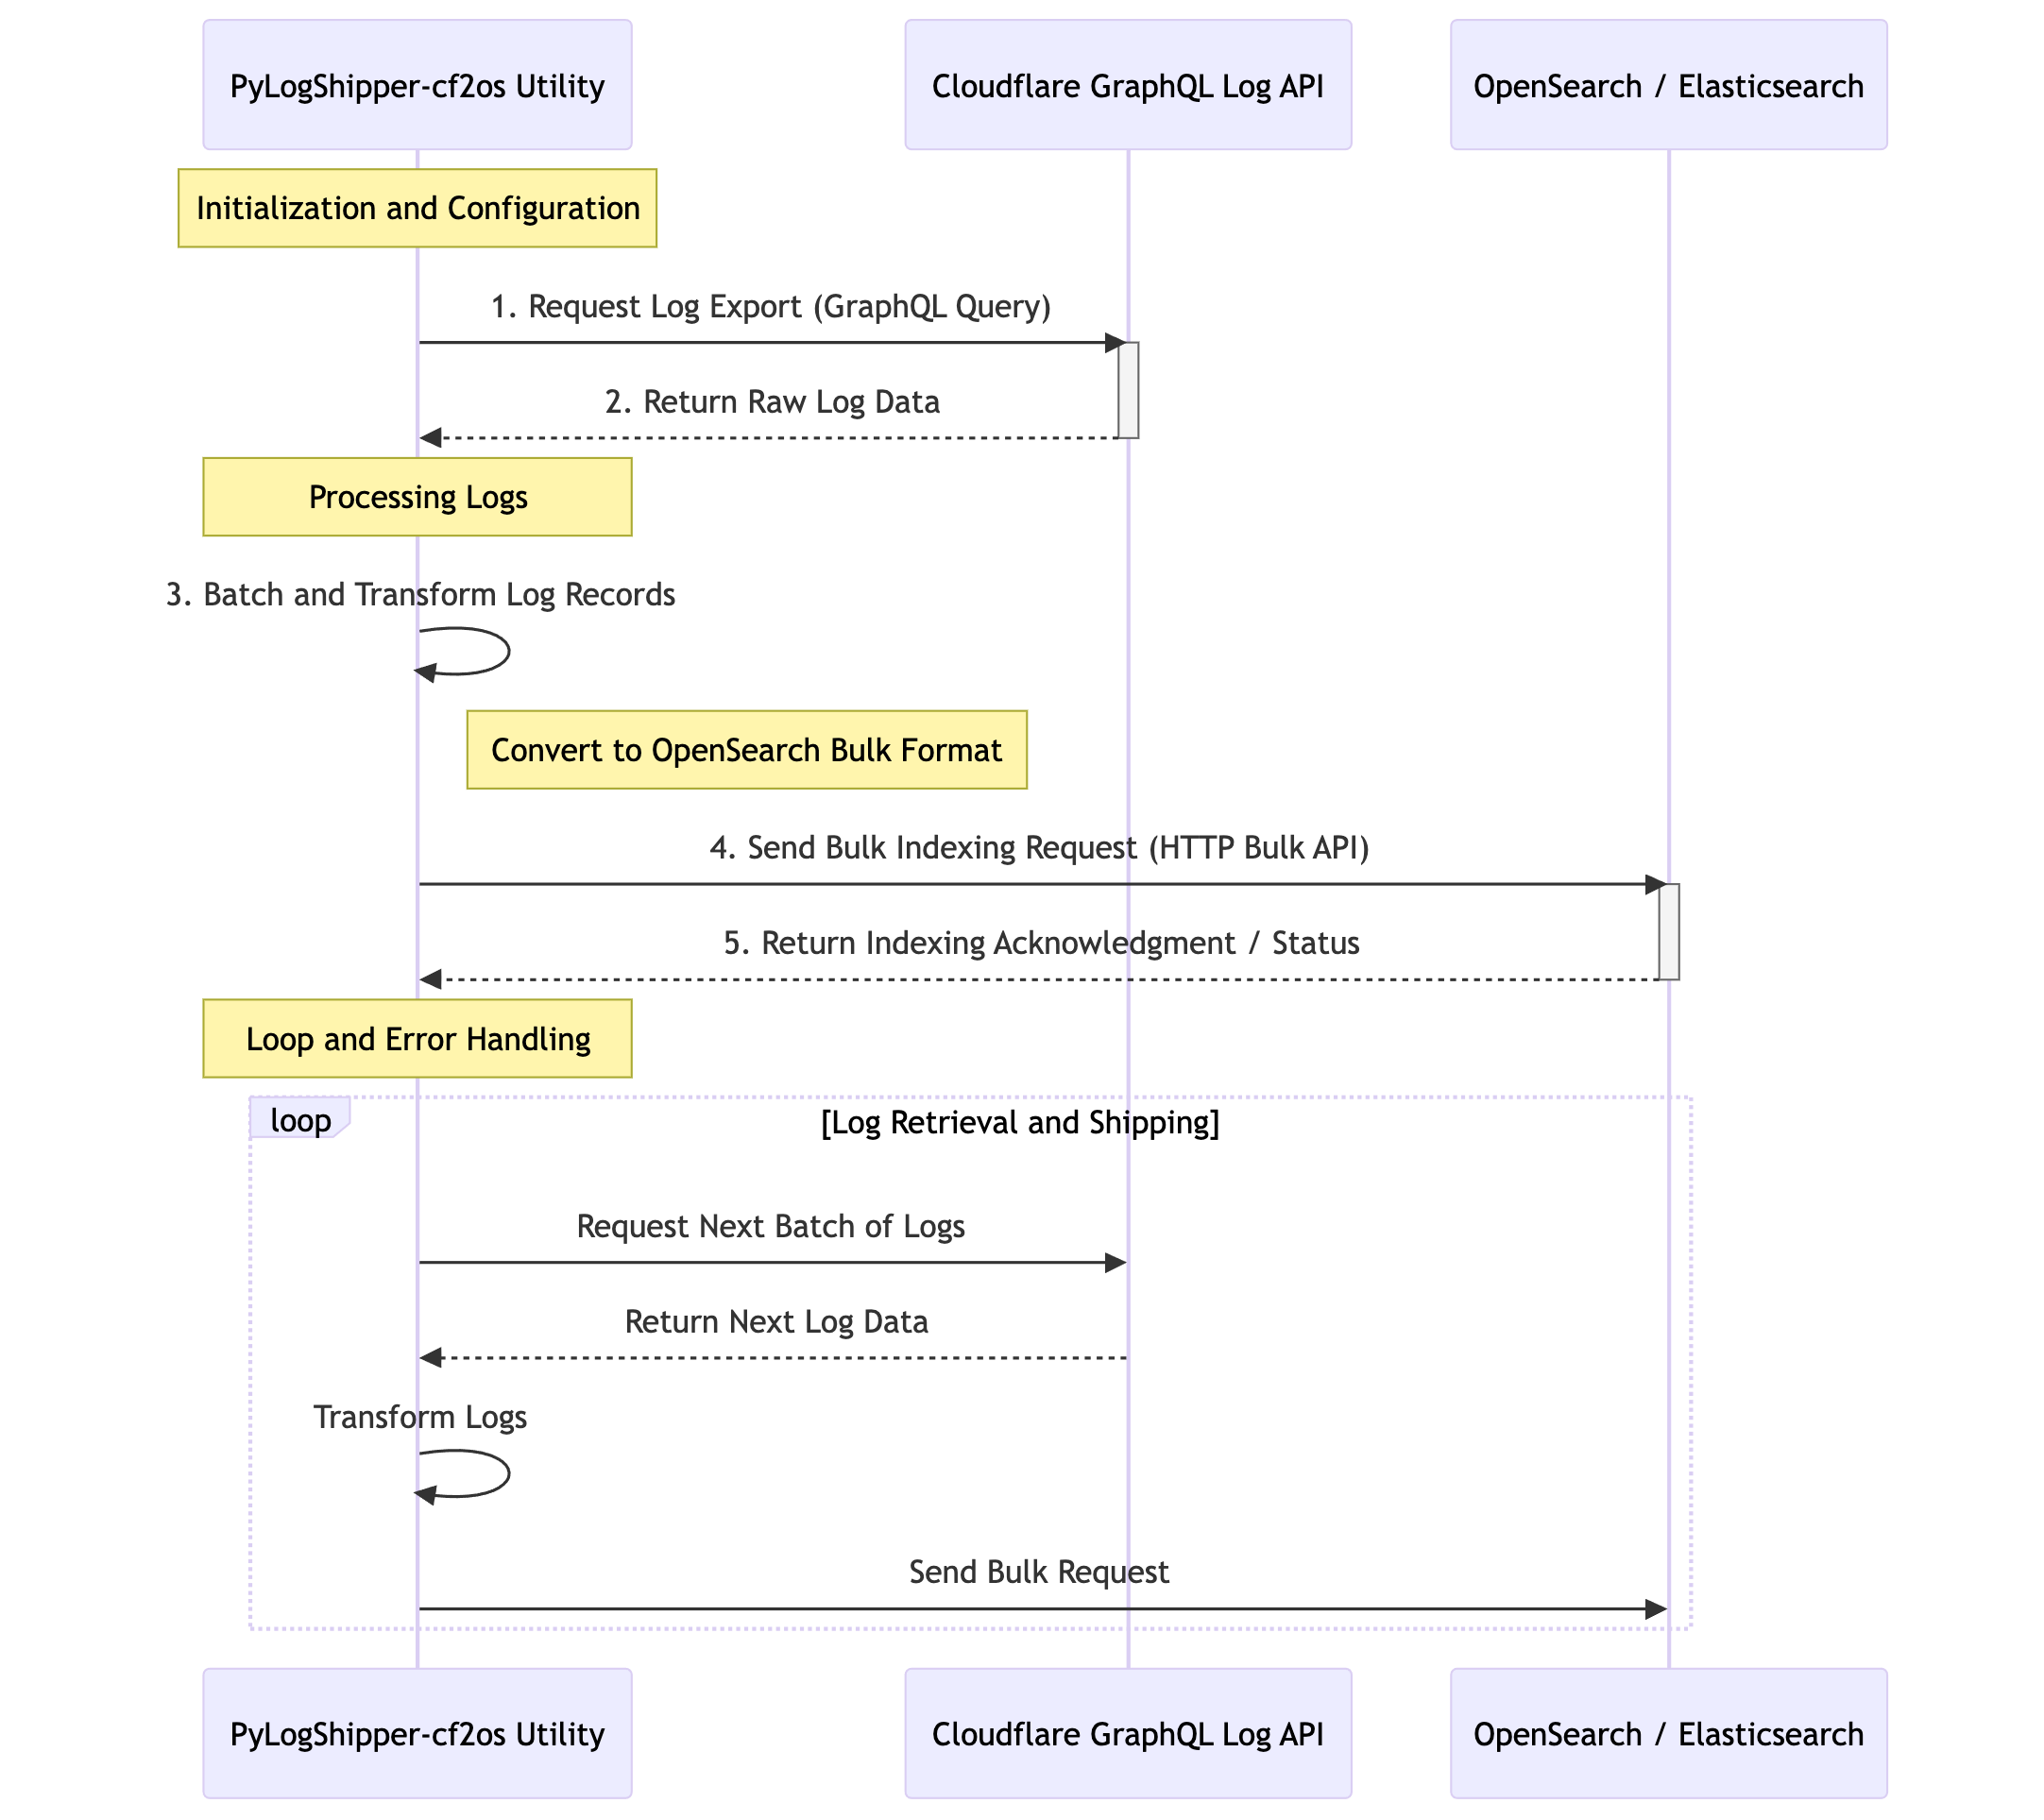 PyLogShipper-cf2os Utility
Cloudflare GraphQL Log API
OpenSearch / Elasticsearch
Initialization and Configuration
1. Request Log Export (GraphQL Query)
2. Return Raw Log Data
Processing Logs
3. Batch and Transform Log Records
Convert to OpenSearch Bulk Format
4. Send Bulk Indexing Request (HTTP Bulk API)
5. Return Indexing Acknowledgment / Status
Loop and Error Handling
loop
[Log Retrieval and Shipping]
Request Next Batch of Logs
Return Next Log Data
Transform Logs
Send Bulk Request
PyLogShipper-cf2os Utility
Cloudflare GraphQL Log API
OpenSearch / Elasticsearch